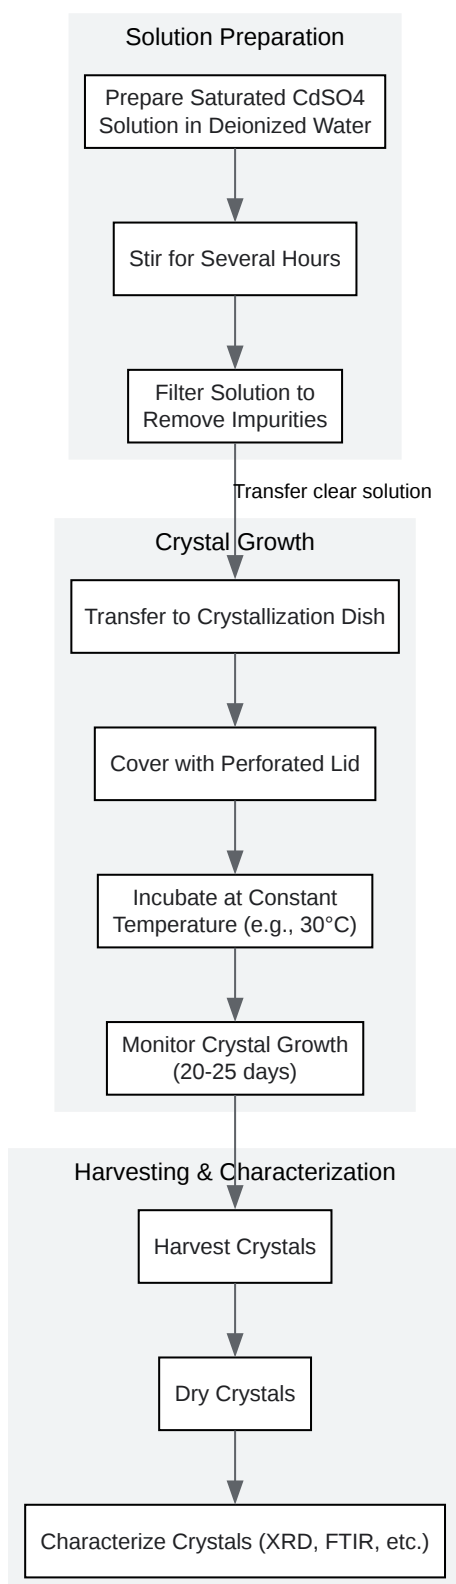 Solution Preparation
Prepare Saturated CdSO4
Solution in Deionized Water
Stir for Several Hours
Filter Solution to
Remove Impurities
Transfer clear solution
Crystal Growth
Transfer to Crystallization Dish
Cover with Perforated Lid
Incubate at Constant
Temperature (e.g., 30°C)
Monitor Crystal Growth
(20-25 days)
Harvesting & Characterization
Harvest Crystals
Dry Crystals
Characterize Crystals (XRD, FTIR, etc.)